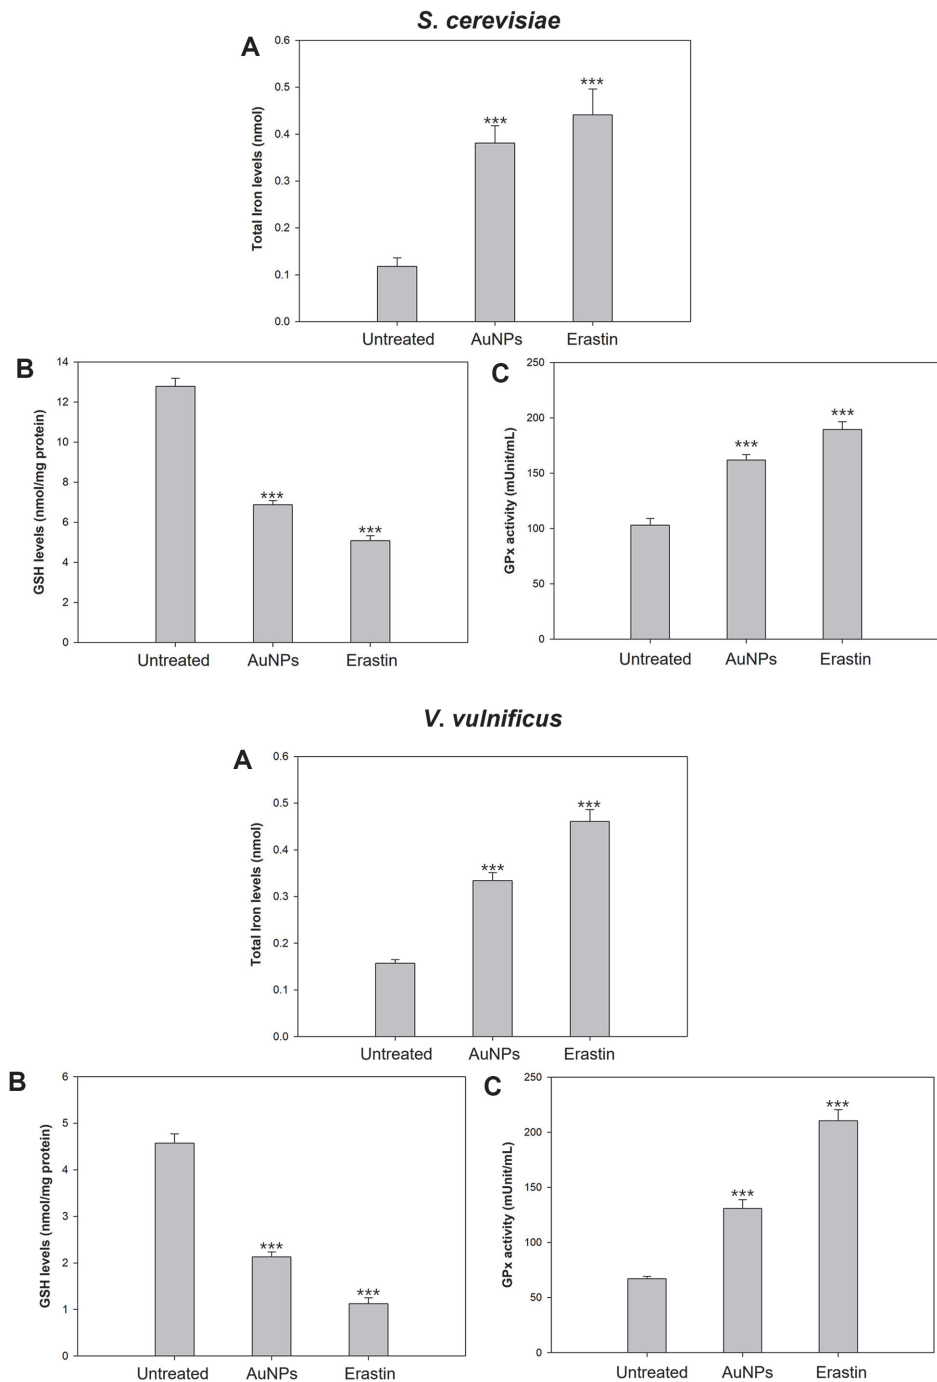 S. cerevisiae
A
0.6
0.5
0.4
0.3
0.2
0.1
0.0
Total Iron levels (nmol)
***
***
Untreated AuNPs Erastin
B
14
12
10
8
6
4
2
0
GSH levels (nmol/mg protein)
***
***
Untreated AuNPs Erastin
C
250
200
150
100
50
0
GPx activity (mUnit/mL)
***
***
Untreated AuNPs Erastin
V. vulnificus
A
0.6
0.5
0.4
0.3
0.2
0.1
0.0
Total Iron levels (nmol)
***
***
Untreated AuNPs Erastin
B
6
5
4
3
2
1
0
GSH levels (nmol/mg protein)
***
***
Untreated AuNPs Erastin
C
250
200
150
100
50
0
GPx activity (mUnit/mL)
***
***
Untreated AuNPs Erastin